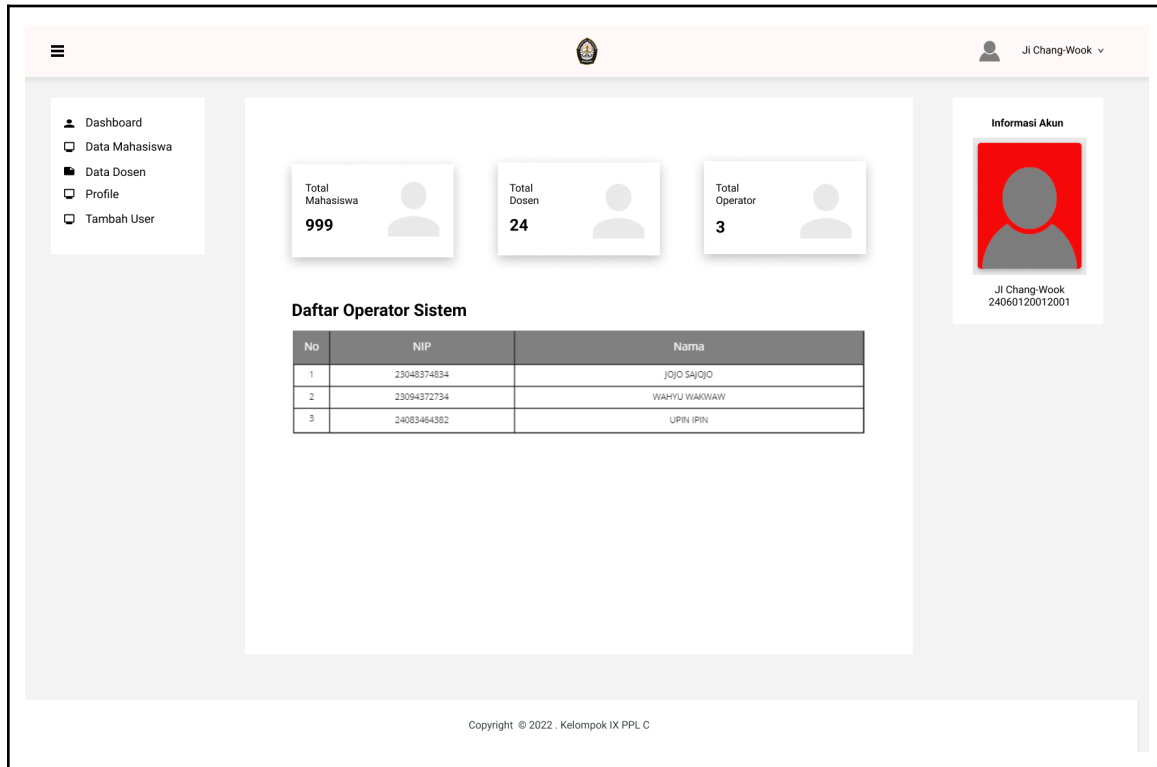 Ji Chang-Wook
Dashboard
Data Mahasiswa
Data Dosen
Profile
Tambah User
Total
Mahasiswa
999
Total
Dosen
24
Total
Operator
3
Daftar Operator Sistem
No NIP Nama
1 23048374834 JOJO SAJOJO
2 23094372734 WAHYU WAKWAW
3 24083464382 UPIN IPIN
Informasi Akun
JI Chang-Wook
24060120012001
Copyright © 2022 . Kelompok IX PPL C